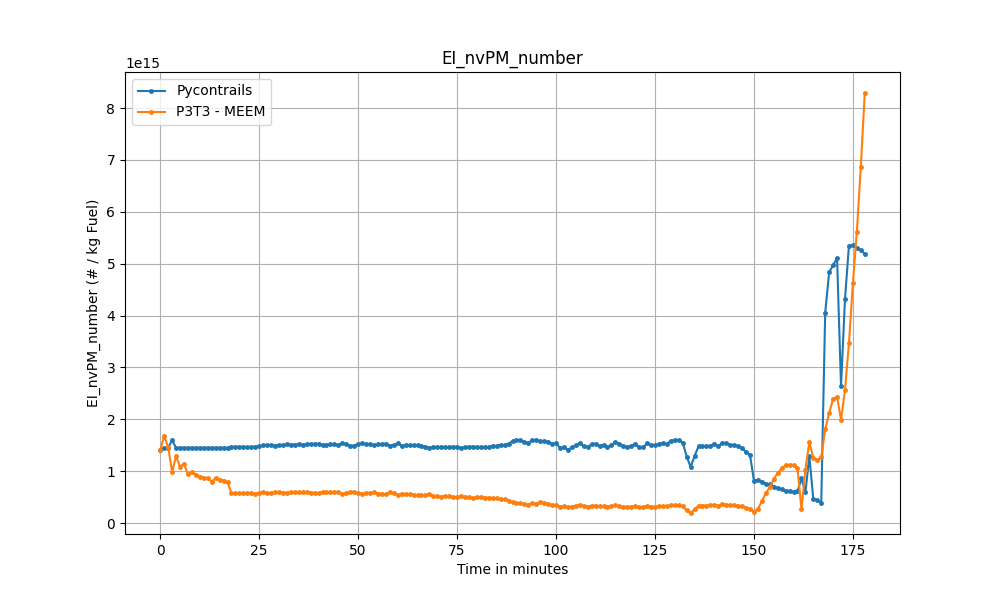 EI_nvPM_number
1e15
Pycontrails
P3T3 - MEEM
8
7
6
5
4
3
2
1
0
EI_nvPM_number (# / kg Fuel)
0 25 50 75 100 125 150 175
Time in minutes